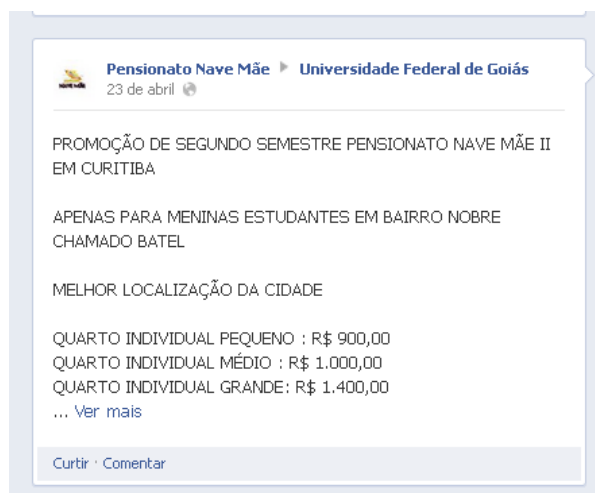 Pensionato Nave Mãe ▶ Universidade Federal de Goiás
23 de abril
PROMOÇÃO DE SEGUNDO SEMESTRE PENSIONATO NAVE MÃE II
EM CURITIBA
APENAS PARA MENINAS ESTUDANTES EM BAIRRO NOBRE
CHAMADO BATEL
MELHOR LOCALIZAÇÃO DA CIDADE
QUARTO INDIVIDUAL PEQUENO : R$ 900,00
QUARTO INDIVIDUAL MÉDIO : R$ 1.000,00
QUARTO INDIVIDUAL GRANDE: R$ 1.400,00
... Ver mais
Curtir · Comentar